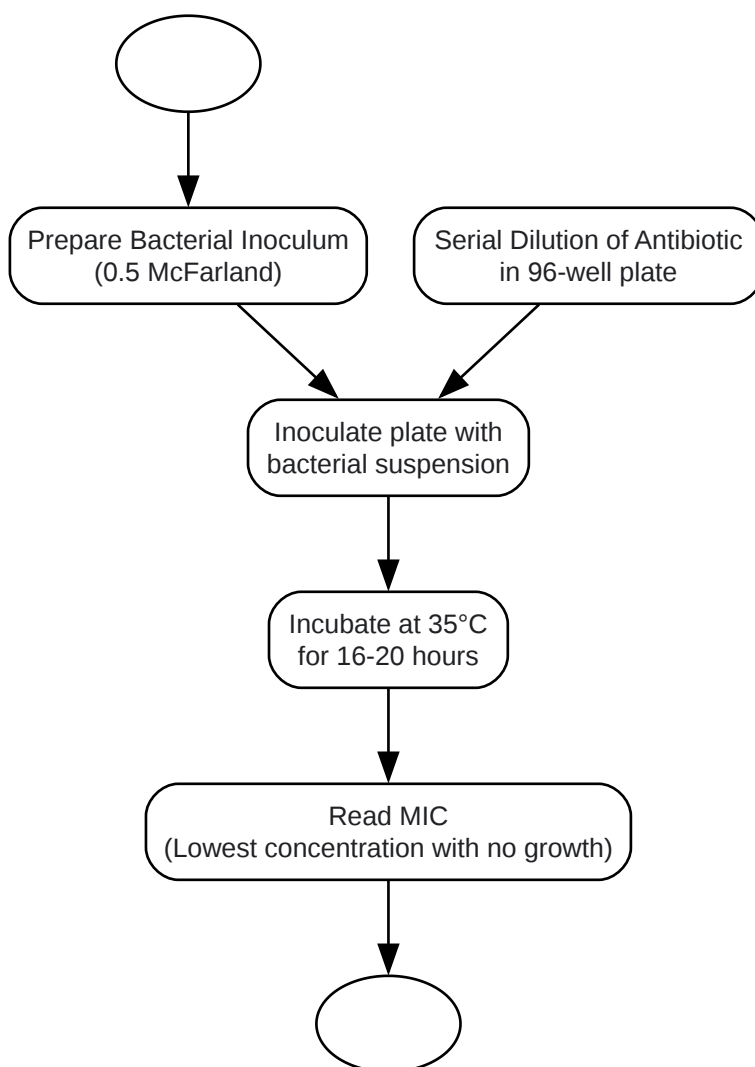 Prepare Bacterial Inoculum
(0.5 McFarland)
Serial Dilution of Antibiotic
in 96-well plate
Inoculate plate with
bacterial suspension
Incubate at 35°C
for 16-20 hours
Read MIC
(Lowest concentration with no growth)